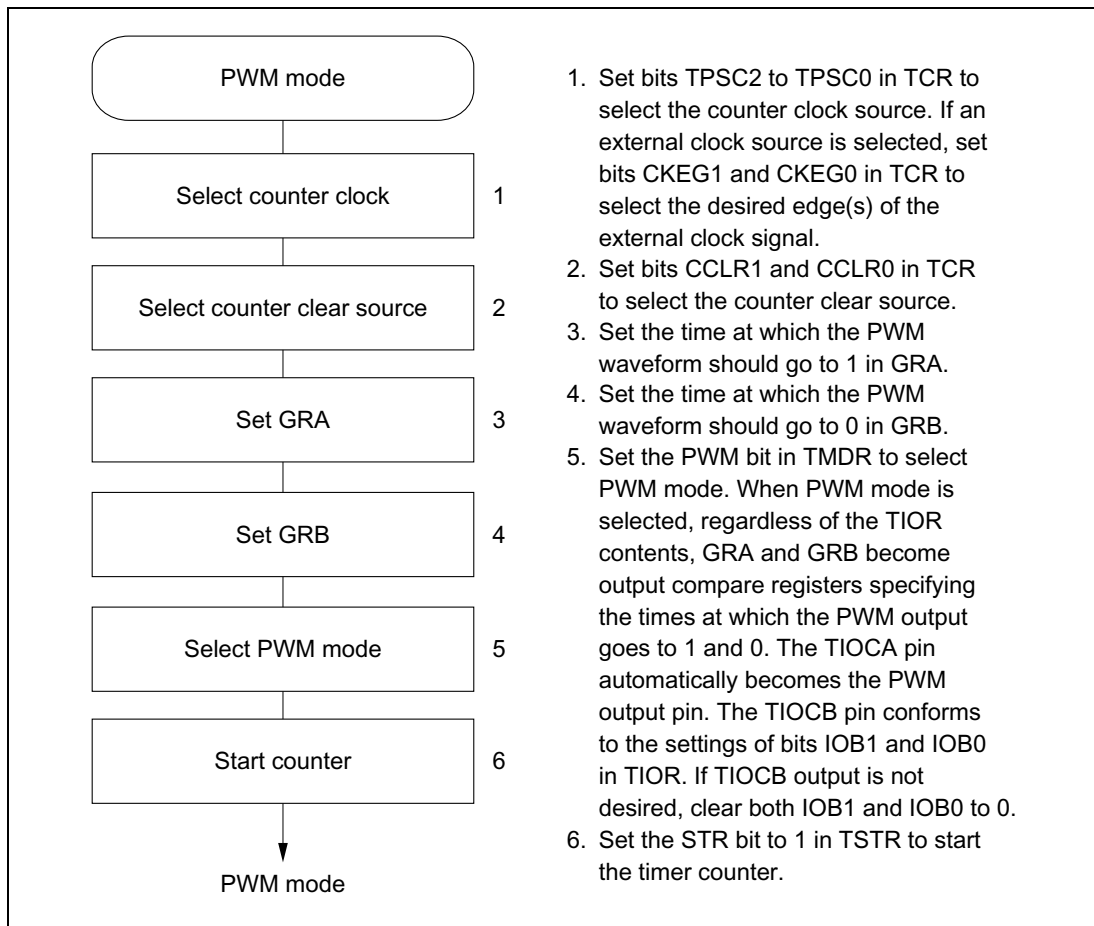 PWM mode
Select counter clock 1
Select counter clear source 2
Set GRA 3
Set GRB 4
Select PWM mode 5
Start counter 6
PWM mode
1. Set bits TPSC2 to TPSC0 in TCR to
select the counter clock source. If an
external clock source is selected, set
bits CKEG1 and CKEG0 in TCR to
select the desired edge(s) of the
external clock signal.
2. Set bits CCLR1 and CCLR0 in TCR
to select the counter clear source.
3. Set the time at which the PWM
waveform should go to 1 in GRA.
4. Set the time at which the PWM
waveform should go to 0 in GRB.
5. Set the PWM bit in TMDR to select
PWM mode. When PWM mode is
selected, regardless of the TIOR
contents, GRA and GRB become
output compare registers specifying
the times at which the PWM output
goes to 1 and 0. The TIOCA pin
automatically becomes the PWM
output pin. The TIOCB pin conforms
to the settings of bits IOB1 and IOB0
in TIOR. If TIOCB output is not
desired, clear both IOB1 and IOB0 to 0.
6. Set the STR bit to 1 in TSTR to start
the timer counter.